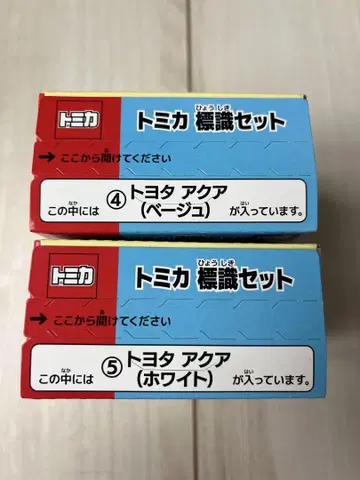 トミカ
トミカ 標識セット
ひょう しき
→ ここから開けてください
あ
この中には ④ トヨタ アクア (ベージュ) が入っています。
なか
はい
トミカ
トミカ 標識セット
ひょう しき
→ ここから開けてください
あ
この中には ⑤ トヨタ アクア (ホワイト) が入っています。
なか
はい